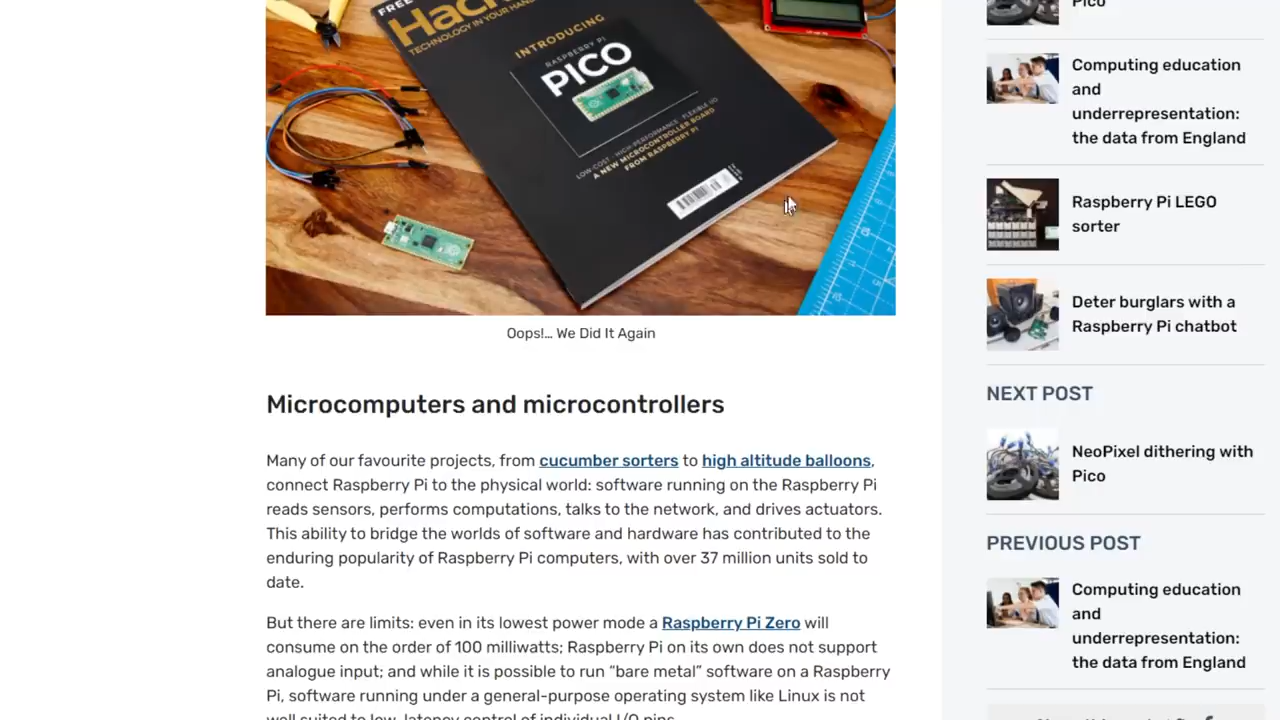 FREE
TECHNOLOGY IN YOUR
INTRODUCING
RASPBERRY PI
PICO
LOW-COST · HIGH-PERFORMANCE · FLEXIBLE I/O
A NEW MICROCONTROLLER BOARD
FROM RASPBERRY PI
Oops!... We Did It Again
Microcomputers and microcontrollers
Many of our favourite projects, from cucumber sorters to high altitude balloons,
connect Raspberry Pi to the physical world: software running on the Raspberry Pi
reads sensors, performs computations, talks to the network, and drives actuators.
This ability to bridge the worlds of software and hardware has contributed to the
enduring popularity of Raspberry Pi computers, with over 37 million units sold to
date.
But there are limits: even in its lowest power mode a Raspberry Pi Zero will
consume on the order of 100 milliwatts; Raspberry Pi on its own does not support
analogue input; and while it is possible to run “bare metal” software on a Raspberry
Pi, software running under a general-purpose operating system like Linux is not
well suited to low-latency control of individual I/O pins.
Pico
Computing education
and
underrepresentation:
the data from England
Raspberry Pi LEGO
sorter
Deter burglars with a
Raspberry Pi chatbot
NEXT POST
NeoPixel dithering with
Pico
PREVIOUS POST
Computing education
and
underrepresentation:
the data from England